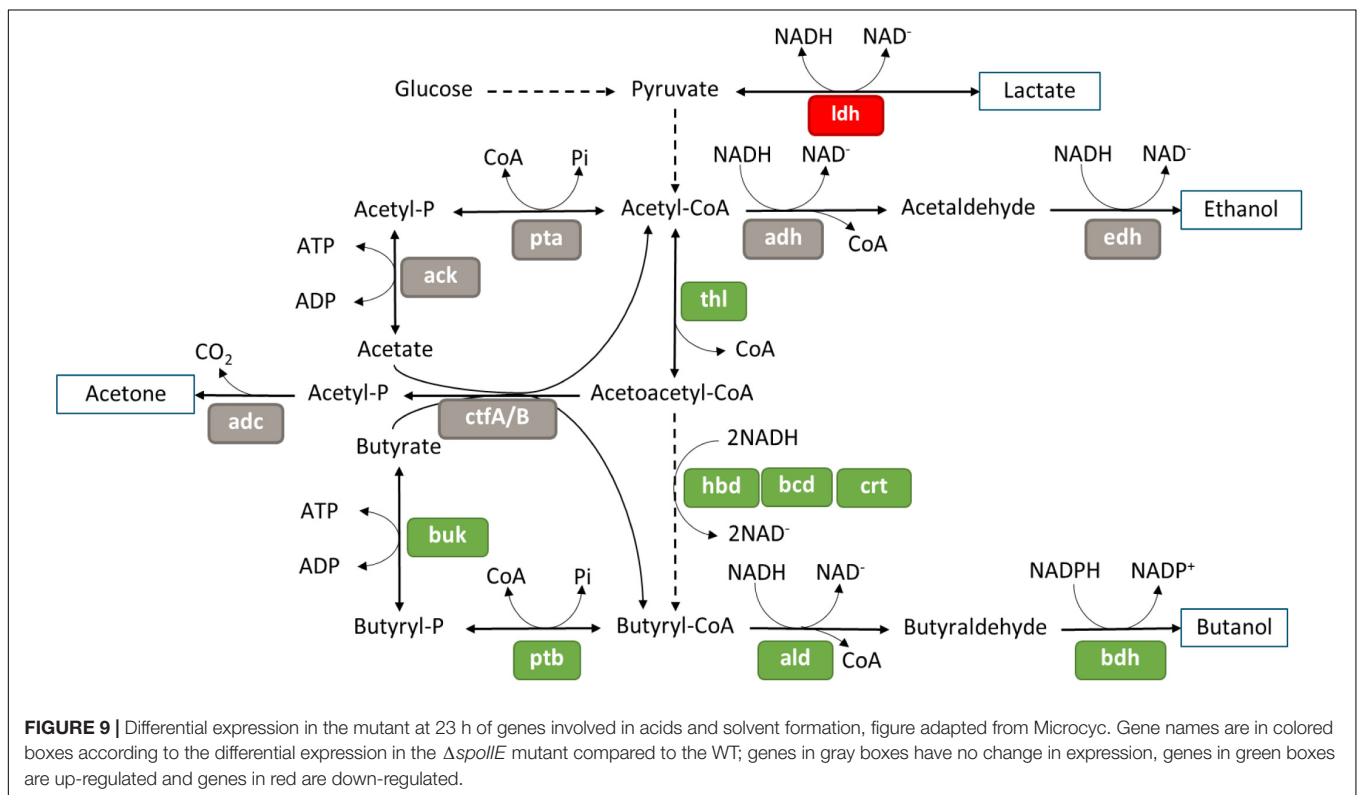 NADH NAD-
Glucose Pyruvate Lactate
ldh
CoA Pi NADH NAD- NADH NAD-
Acetyl-P Acetyl-CoA Acetaldehyde Ethanol
pta adh CoA edh
ATP
ack
ADP
thl
Acetate CoA
CO2
Acetone Acetyl-P Acetoacetyl-CoA
adc ctfA/B
Butyrate 2NADH
hbd bcd crt
ATP
buk 2NAD-
ADP
CoA Pi NADH NAD- NADPH NADP+
Butyryl-P Butyryl-CoA Butyraldehyde Butanol
ptb ald CoA bdh
FIGURE 9 | Differential expression in the mutant at 23 h of genes involved in acids and solvent formation, figure adapted from Microcyc. Gene names are in colored
boxes according to the differential expression in the ΔspoIIE mutant compared to the WT; genes in gray boxes have no change in expression, genes in green boxes
are up-regulated and genes in red are down-regulated.